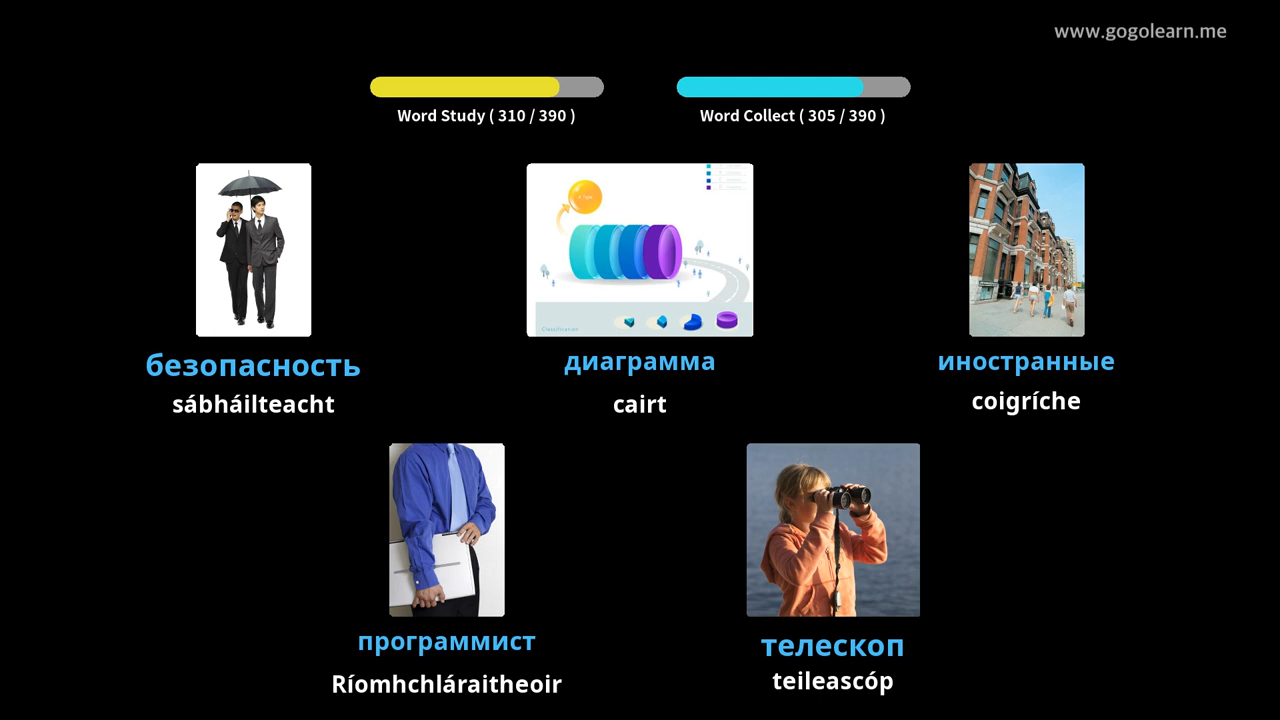 www.gogolearn.me
Word Study ( 310 / 390 )
Word Collect ( 305 / 390 )
безопасность
sábháilteacht
диаграмма
cairt
иностранные
coigríche
программист
Ríomhchláraitheoir
телескоп
teileascóp